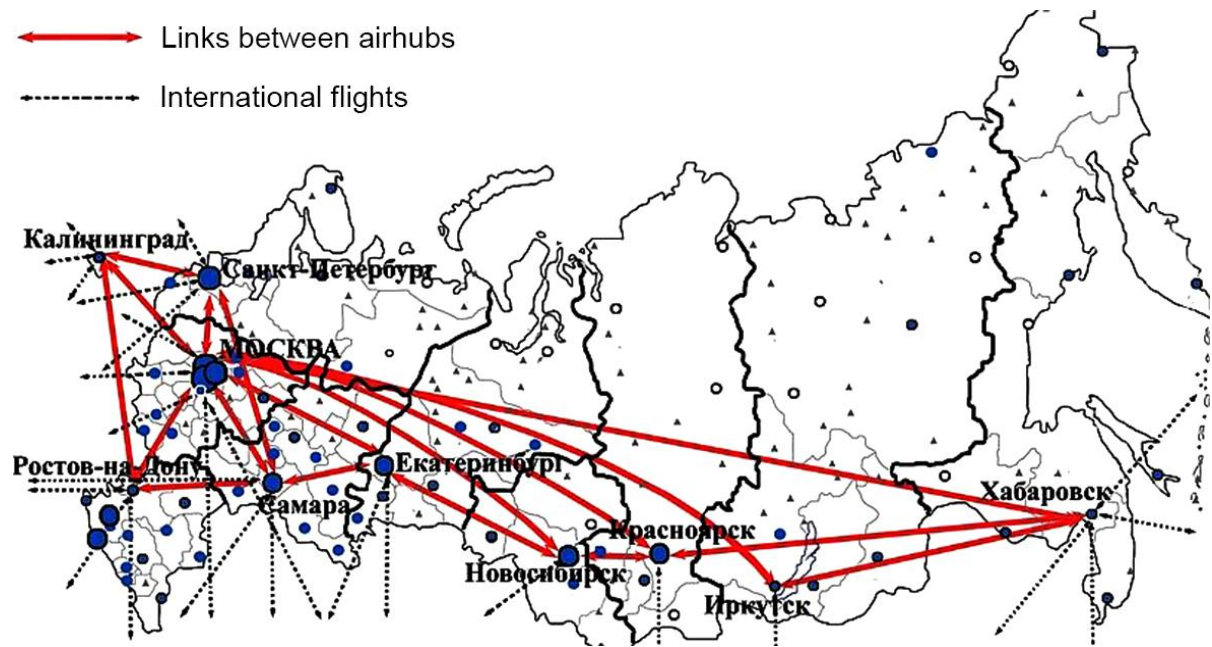 Links between airhubs
International flights
Калининград
Санкт-Петербург
МОСКВА
Ростов-на-Дону
Екатеринбург
Самара
Хабаровск
Красноярск
Новосибирск
Иркутск